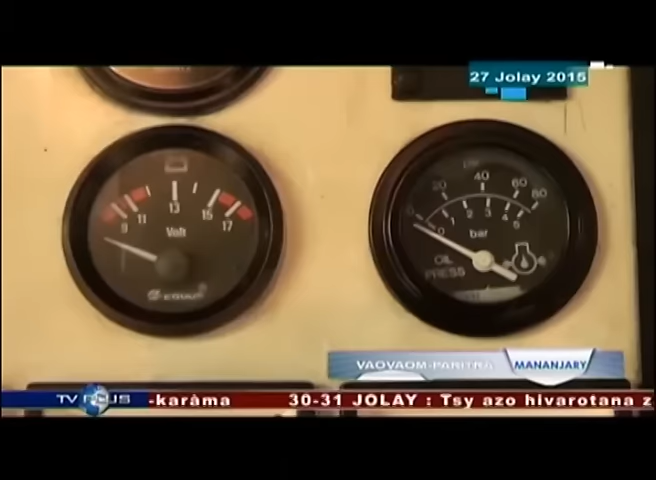 27 Jolay 2015
9 11 13 15 17
Volt
20 40 60 80
0 1 2 3 4 5
bar
OIL
PRESS
VAOVAOM-PARITRA MANANJARY
TV PLUS -karàma 30-31 JOLAY : Tsy azo hivarotana z